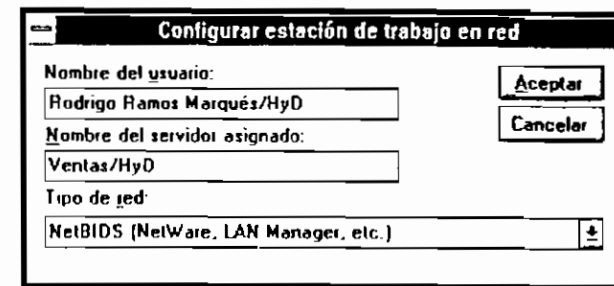 Configurar estación de trabajo en red
Nombre del usuario:
Rodrigo Ramos Marqués/HyD
Aceptar
Nombre del servidor asignado:
Cancelar
Ventas/HyD
Tipo de red:
NetBIDS (NetWare, LAN Manager, etc.)